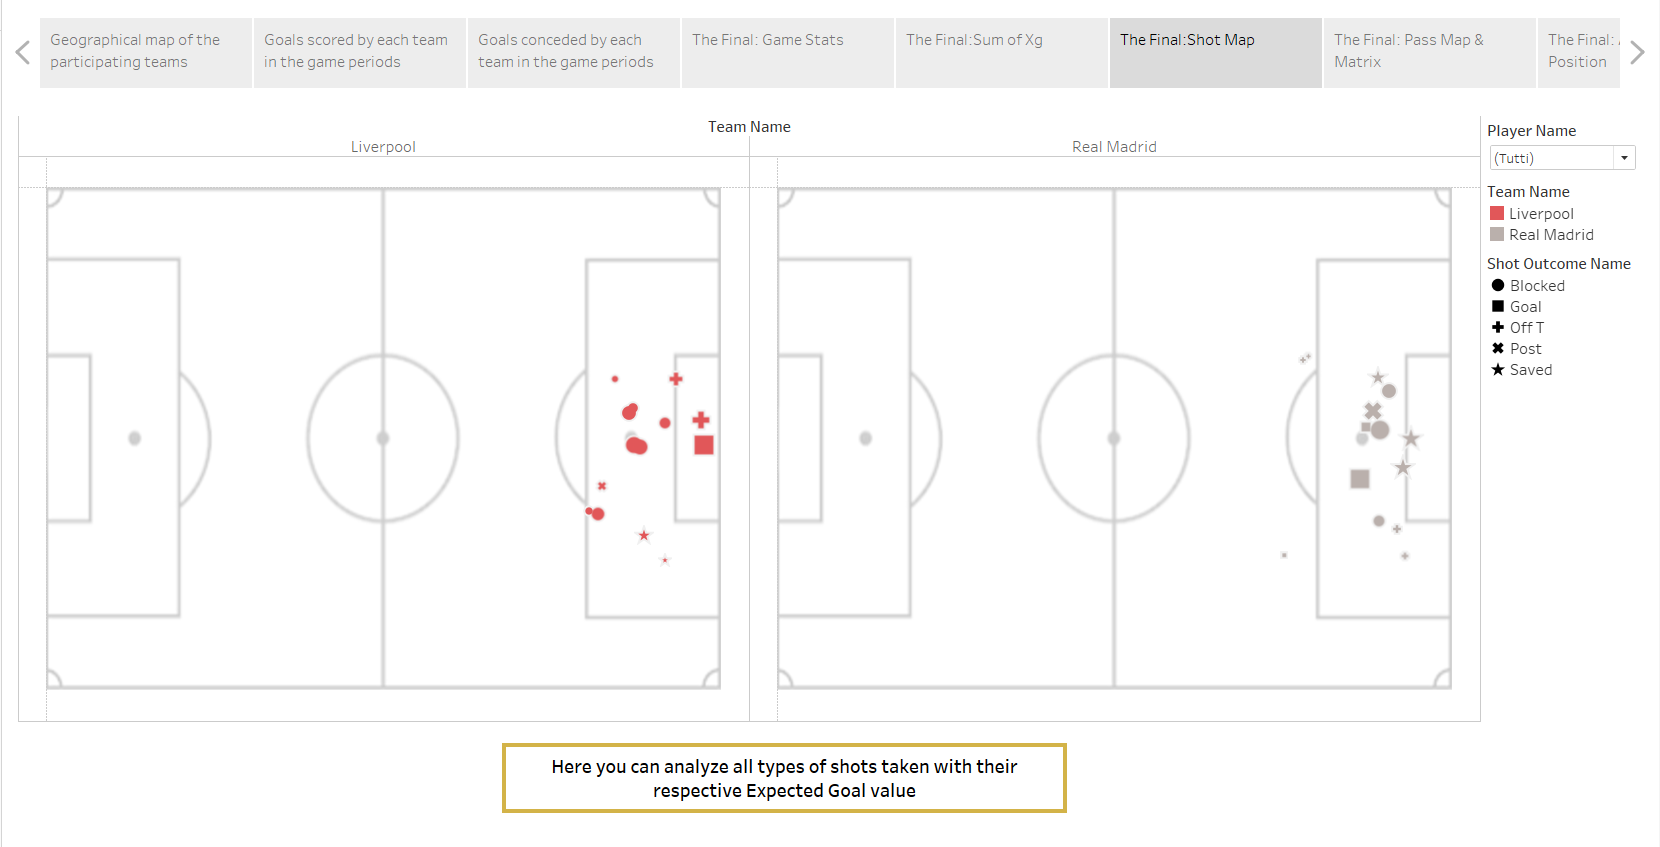 Geographical map of the
participating teams
Goals scored by each team
in the game periods
Goals conceded by each
team in the game periods
The Final: Game Stats
The Final:Sum of Xg
The Final:Shot Map
The Final: Pass Map &
Matrix
The Final:
Position
Team Name
Liverpool
Real Madrid
Player Name
(Tutti)
Team Name
Liverpool
Real Madrid
Shot Outcome Name
Blocked
Goal
Off T
Post
Saved
Here you can analyze all types of shots taken with their
respective Expected Goal value